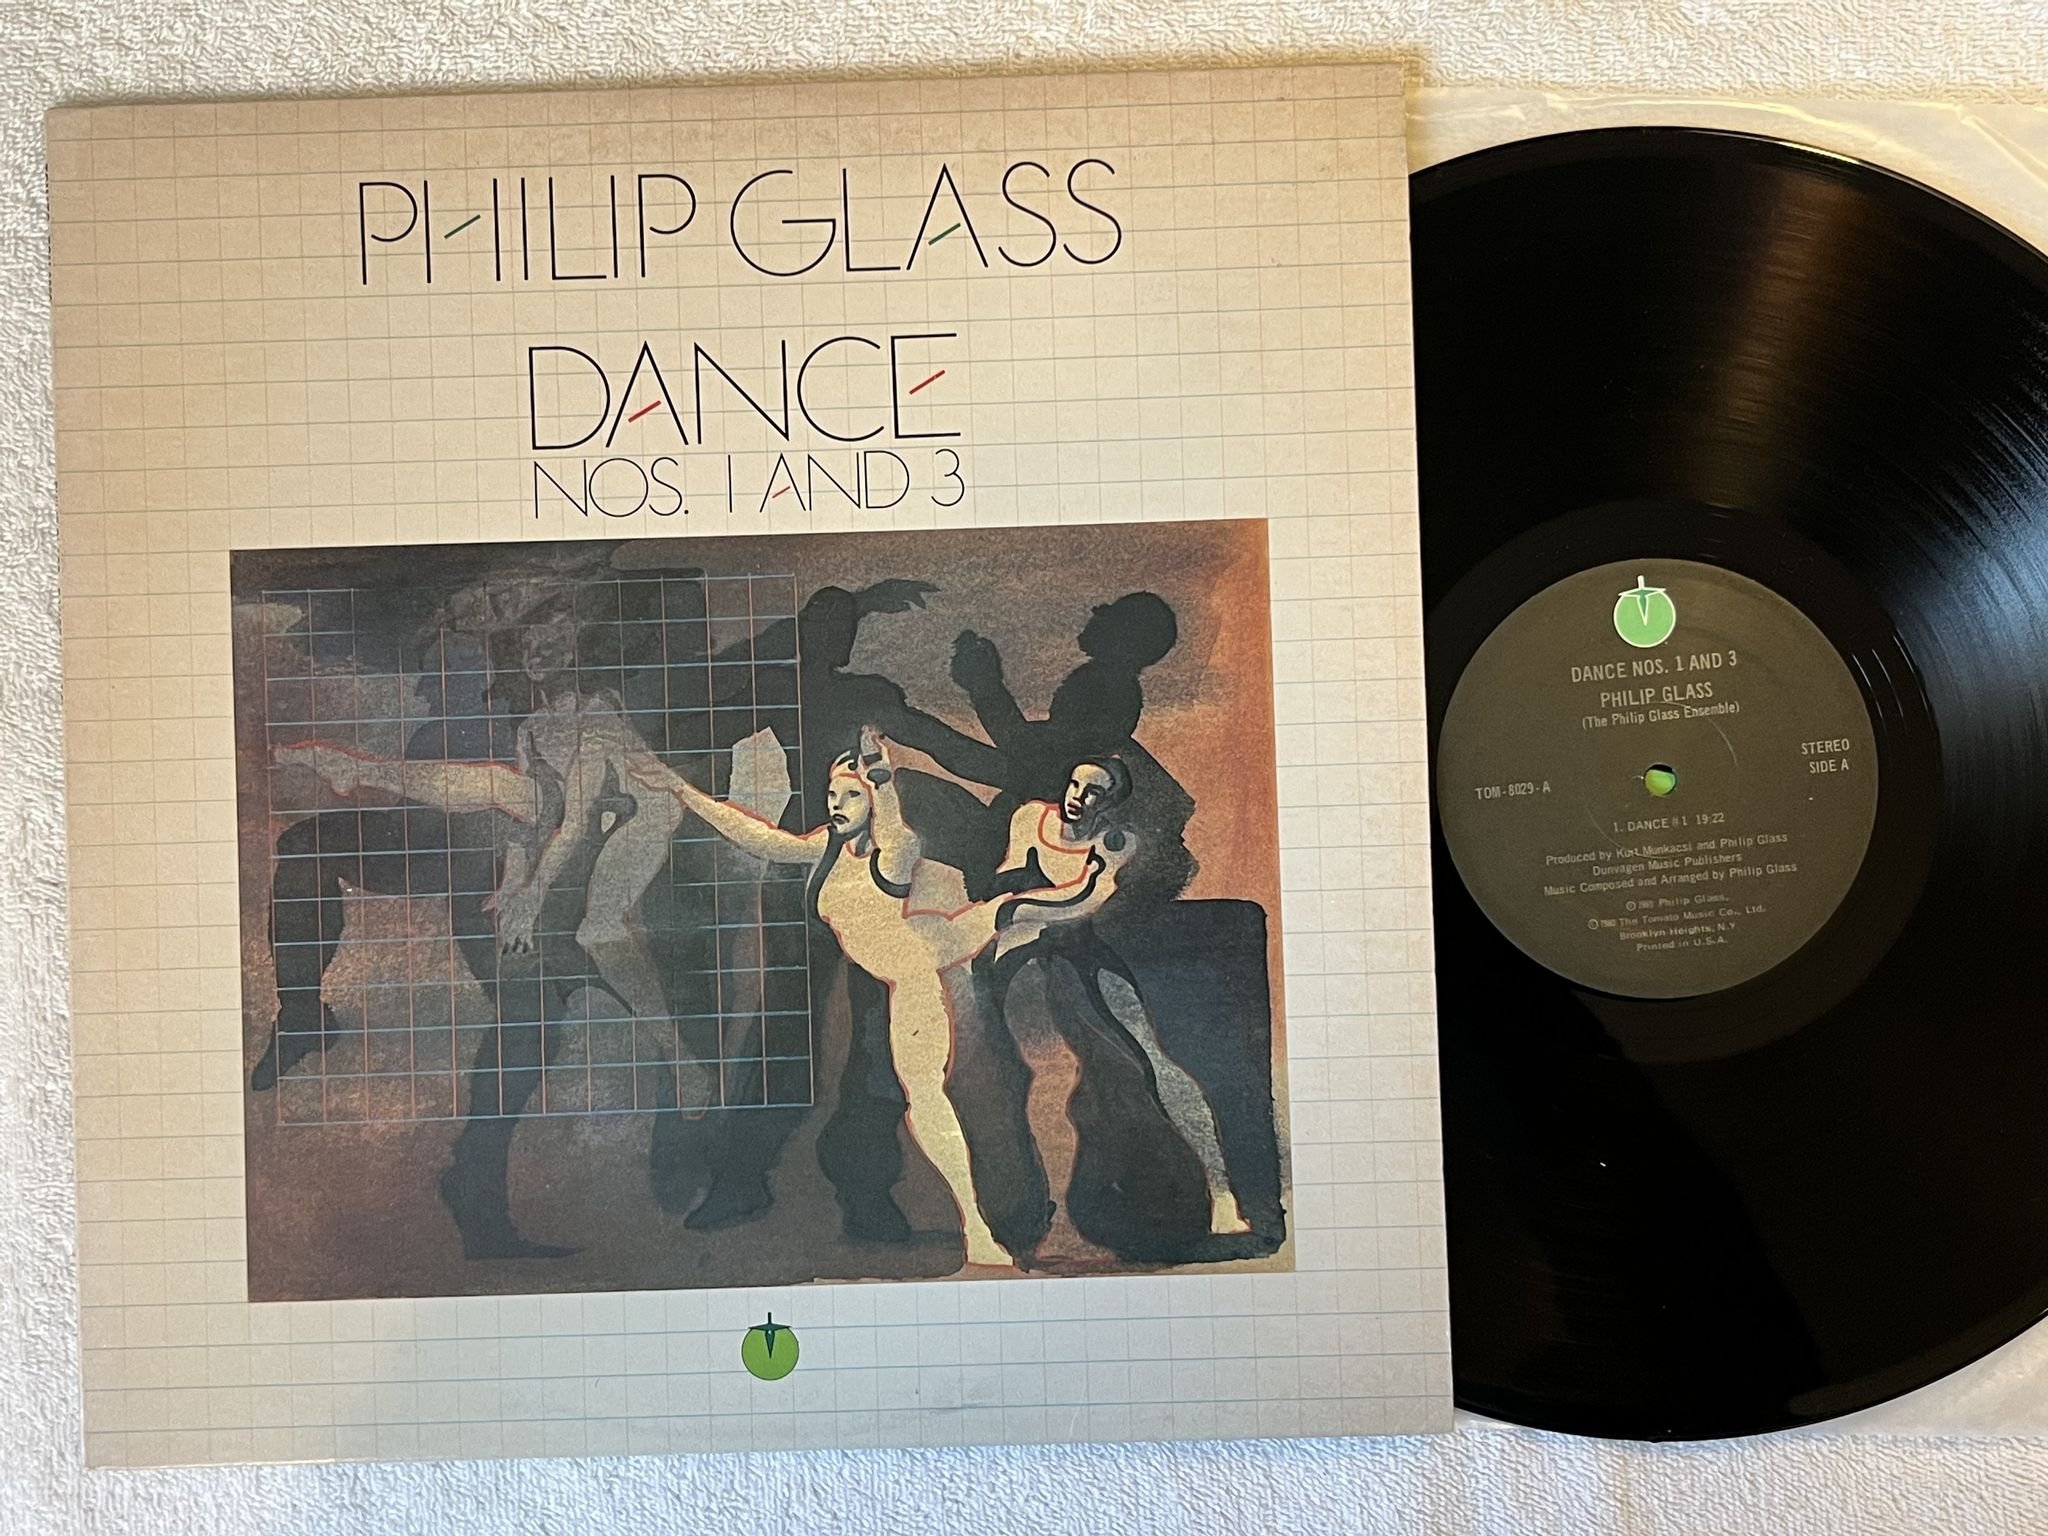 PHILIP GLASS
DANCE
NOS. 1 AND 3
DANCE NOS. 1 AND 3
PHILIP GLASS
(The Philip Glass Ensemble)
STEREO
SIDE A
TOM-8029-A
1. DANCE #1 19:22
Produced by Kurt Munkacsi and Philip Glass
Dunvagen Music Publishers
Music Composed and Arranged by Philip Glass
© 1980 Philip Glass.
© 1980 The Tomato Music Co., Ltd.
Brooklyn Heights, N.Y.
Printed in U.S.A.